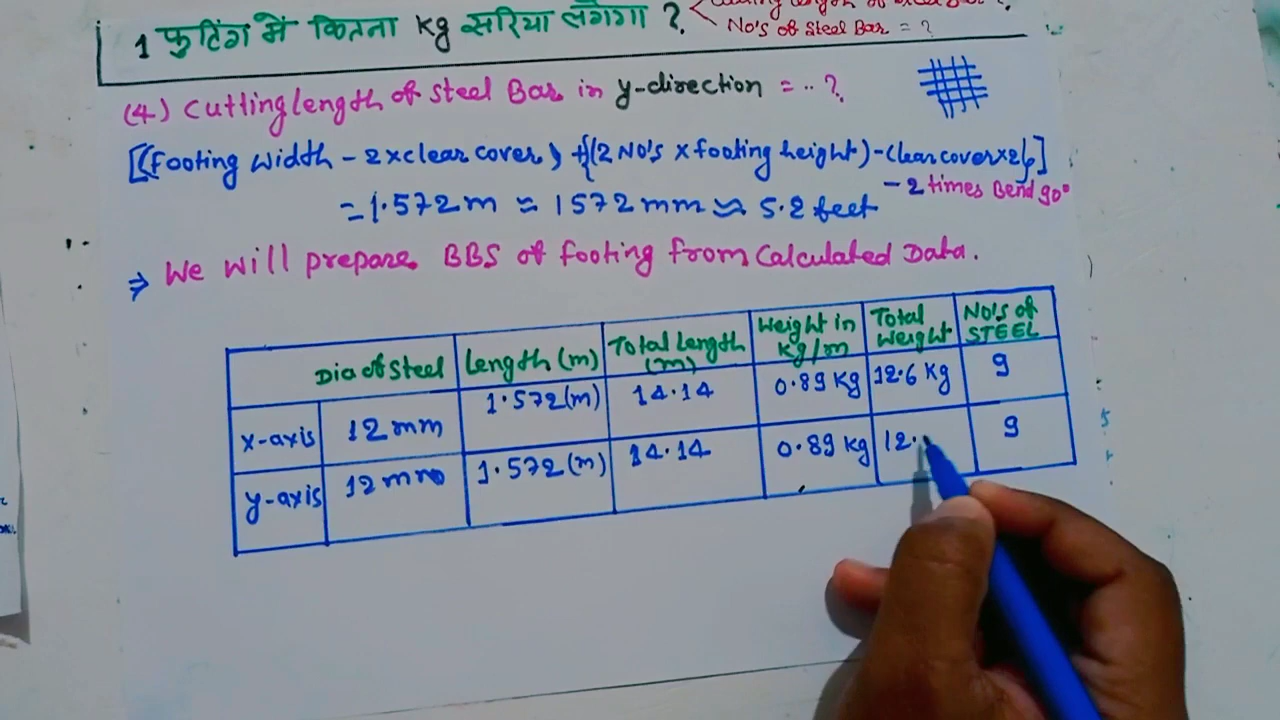 1 फुटिंग में कितना Kg सरिया लगेगा ?
No's of Steel Bar = ?
(4) Cutting length of Steel Bar in y-direction = .. ?
[(footing width - 2xclear cover) + {(2 No's x footing height) - Clear cover x2}]
- 2 times Bend 90°
= 1.572 m ≈ 1572 mm ≈ 5.2 feet
⇒ We will prepare BBS of footing from Calculated Data.
Dia of Steel Length (m) Total Length (m) Weight in Kg/m Total Weight No's of STEEL
x-axis 12 mm 1.572 (m) 14.14 0.89 Kg 12.6 Kg 9
y-axis 12 mm 1.572 (m) 14.14 0.89 Kg 12. 9